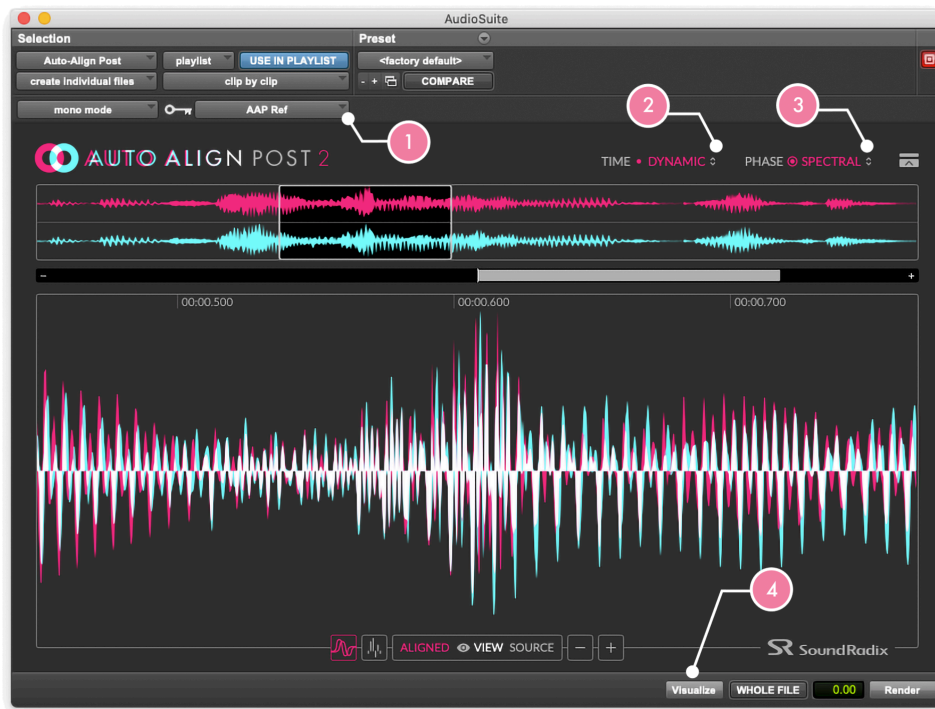 AudioSuite
Selection
Preset
Auto-Align Post
playlist
USE IN PLAYLIST
<factory default>
create individual files
clip by clip
- +
COMPARE
mono mode
AAP Ref
1
2
3
AUTO ALIGN POST 2
TIME • DYNAMIC
PHASE SPECTRAL
- +
00:00.500
00:00.600
00:00.700
4
ALIGNED VIEW SOURCE
- +
SR SoundRadix
Visualize
WHOLE FILE
0.00
Render